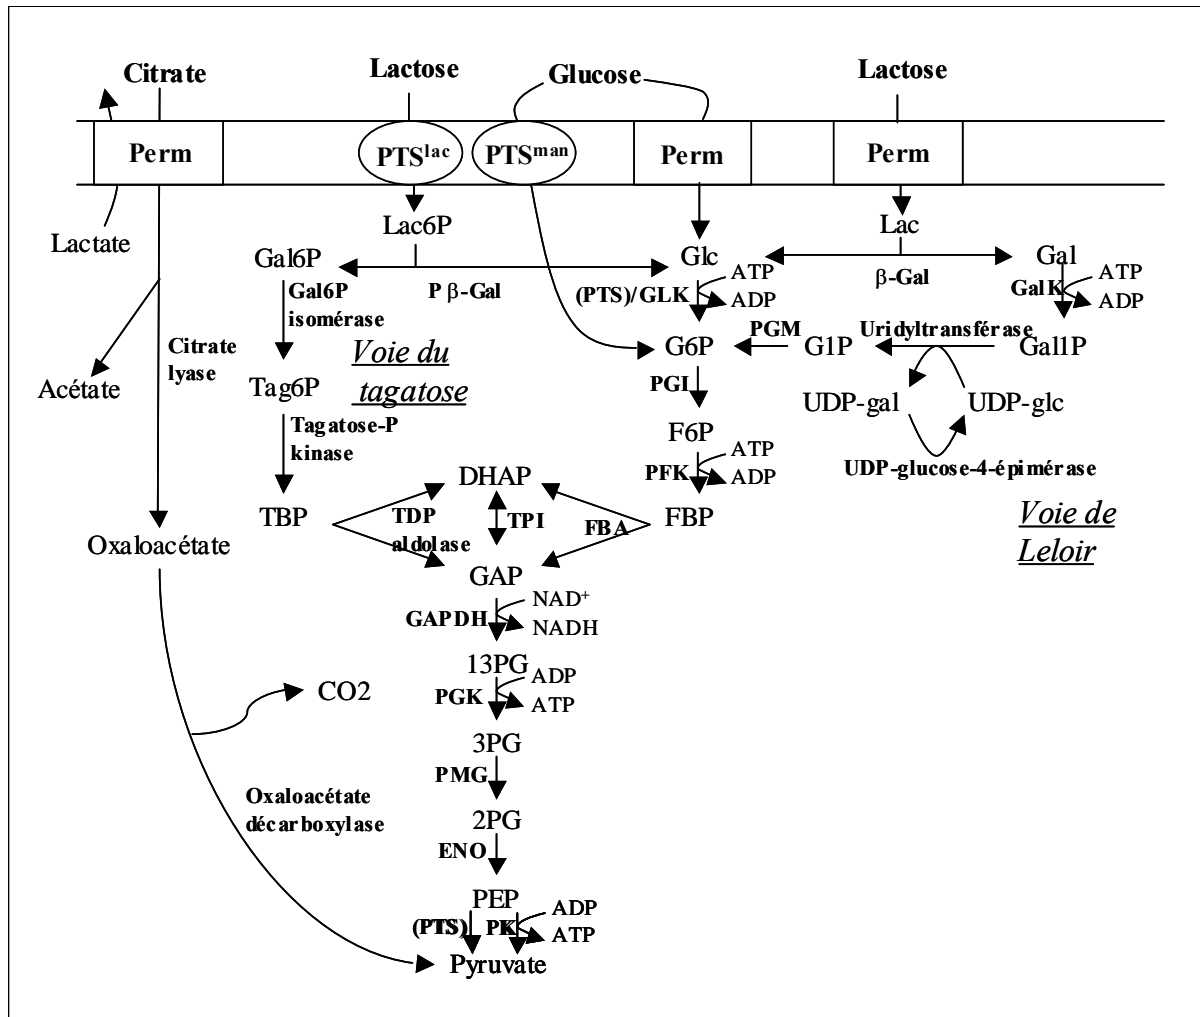 Citrate
Lactose
Glucose
Lactose
Perm
PTSlac
PTSman
Perm
Perm
Lactate
Lac6P
Lac
Gal6P
Glc
Gal
Gal6P
isomérase
P β-Gal
(PTS)/GLK
ATP
ADP
β-Gal
GalK
ATP
ADP
Citrate
lyase
Voie du
tagatose
G6P
PGM
G1P
Uridyltransférase
Gal1P
Acétate
Tag6P
PGI
UDP-gal
UDP-glc
Tagatose-P
kinase
F6P
PFK
ATP
ADP
UDP-glucose-4-épimérase
DHAP
TBP
TDP
aldolase
TPI
FBA
FBP
Voie de
Leloir
Oxaloacétate
GAP
GAPDH
NAD+
NADH
13PG
CO2
PGK
ADP
ATP
3PG
PMG
Oxaloacétate
décarboxylase
2PG
ENO
PEP
(PTS)
PK
ADP
ATP
Pyruvate